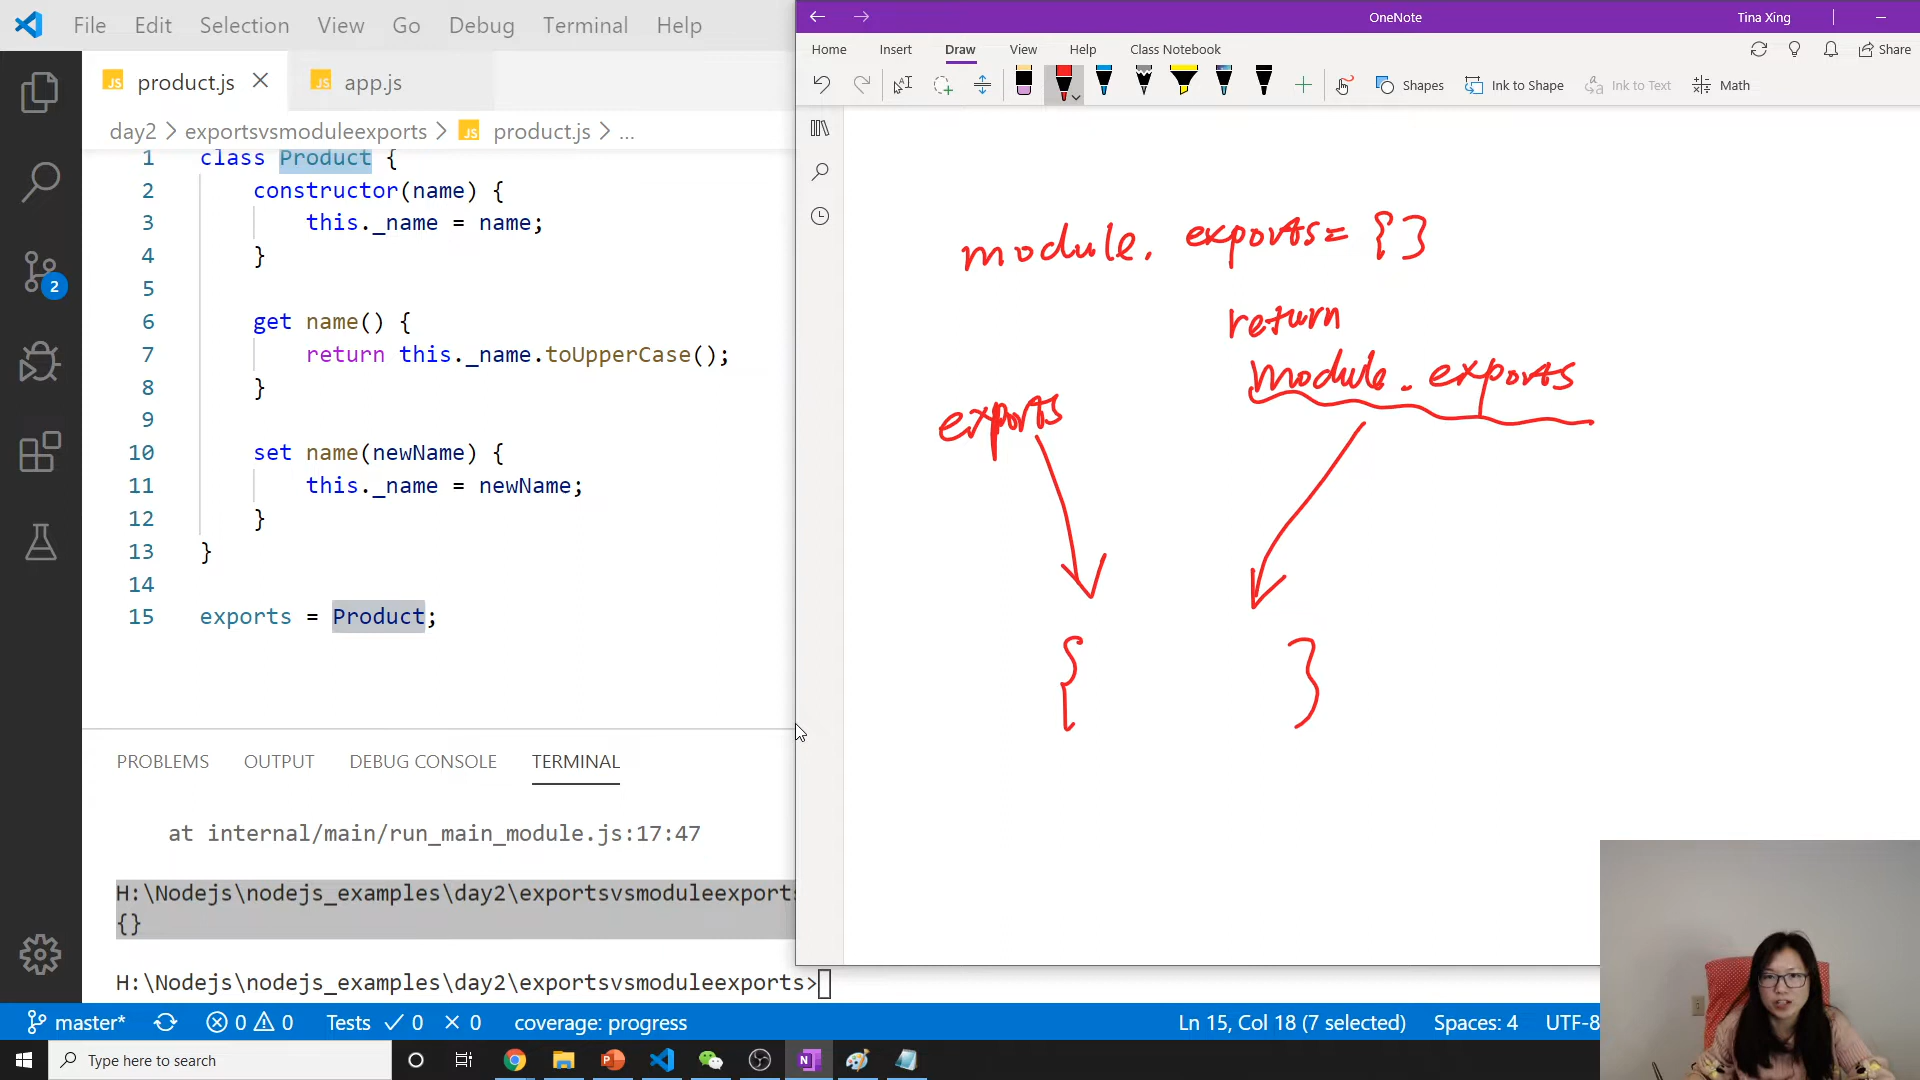 File Edit Selection View Go Debug Terminal Help
product.js app.js
day2 > exportsvsmoduleexports > product.js > ...
1 class Product {
2 constructor(name) {
3 this._name = name;
4 }
5
6 get name() {
7 return this._name.toUpperCase();
8 }
9
10 set name(newName) {
11 this._name = newName;
12 }
13 }
14
15 exports = Product;
PROBLEMS OUTPUT DEBUG CONSOLE TERMINAL
at internal/main/run_main_module.js:17:47
H:\Nodejs\nodejs_examples\day2\exportsvsmoduleexports
{}
H:\Nodejs\nodejs_examples\day2\exportsvsmoduleexports>
OneNote Tina Xing
Home Insert Draw View Help Class Notebook Share
Shapes Ink to Shape Ink to Text Math
module. exports= {}
return
module. exports
exports
{ }
2
master* 0 0 Tests 0 0 coverage: progress Ln 15, Col 18 (7 selected) Spaces: 4 UTF-8
Type here to search